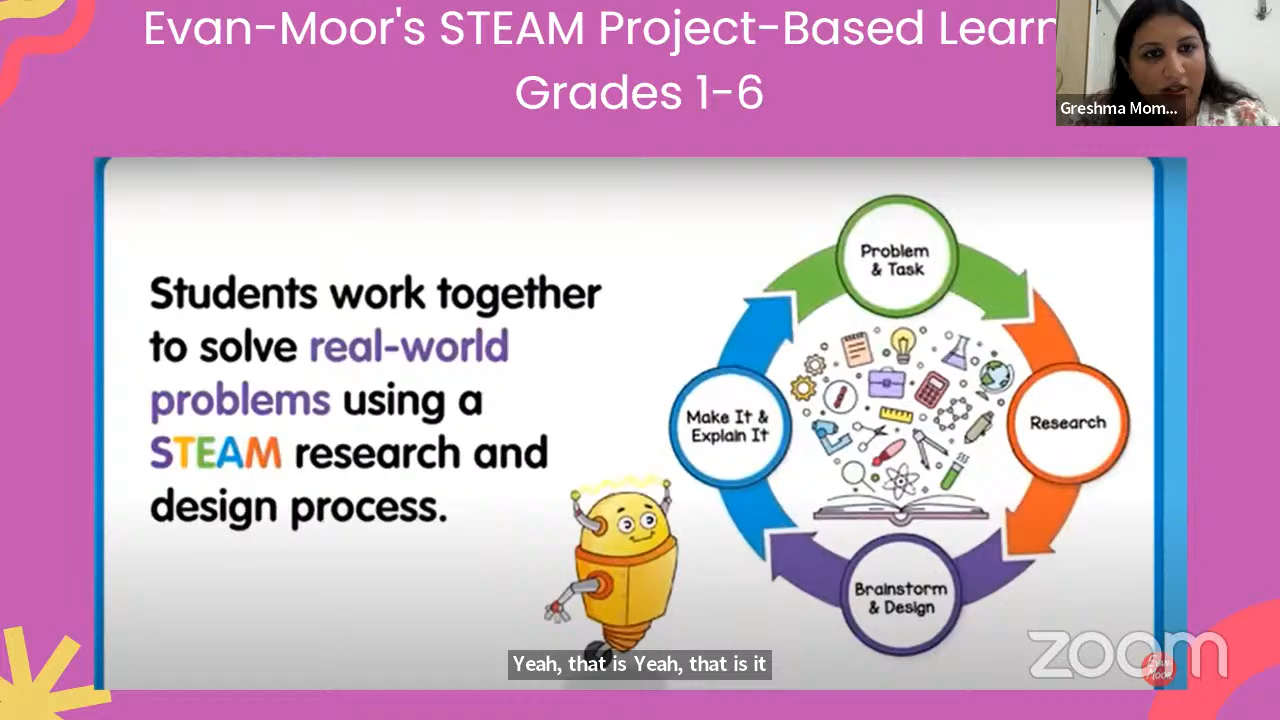 Evan-Moor's STEAM Project-Based Learn
Grades 1-6
Greshma Mom...
Students work together
to solve real-world
problems using a
STEAM research and
design process.
Problem
& Task
Research
Brainstorm
& Design
Make It &
Explain It
Yeah, that is Yeah, that is it
zoom
EVAN-
MOOR